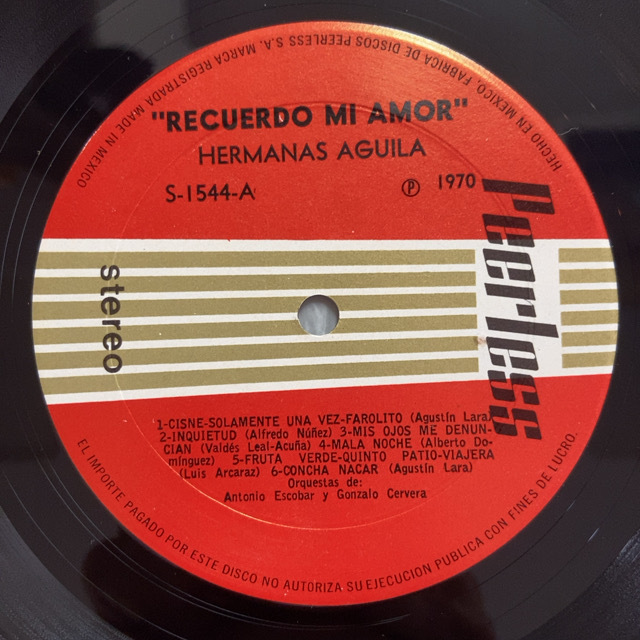 HECHO EN MEXICO. FABRICA DE DISCOS PEERLESS S.A. MARCA REGISTRADA MADE IN MEXICO
"RECUERDO MI AMOR"
HERMANAS AGUILA
S-1544-A
℗ 1970
Peerless
stereo
1-CISNE-SOLAMENTE UNA VEZ-FAROLITO (Agustín Lara)
2-INQUIETUD (Alfredo Núñez) 3-MIS OJOS ME DENUN-
CIAN (Valdés Leal-Acuña) 4-MALA NOCHE (Alberto Do-
mínguez) 5-FRUTA VERDE-QUINTO PATIO-VIAJERA
(Luis Arcaraz) 6-CONCHA NACAR (Agustín Lara)
Orquestas de:
Antonio Escobar y Gonzalo Cervera
EL IMPORTE PAGADO POR ESTE DISCO NO AUTORIZA SU EJECUCION PUBLICA CON FINES DE LUCRO.